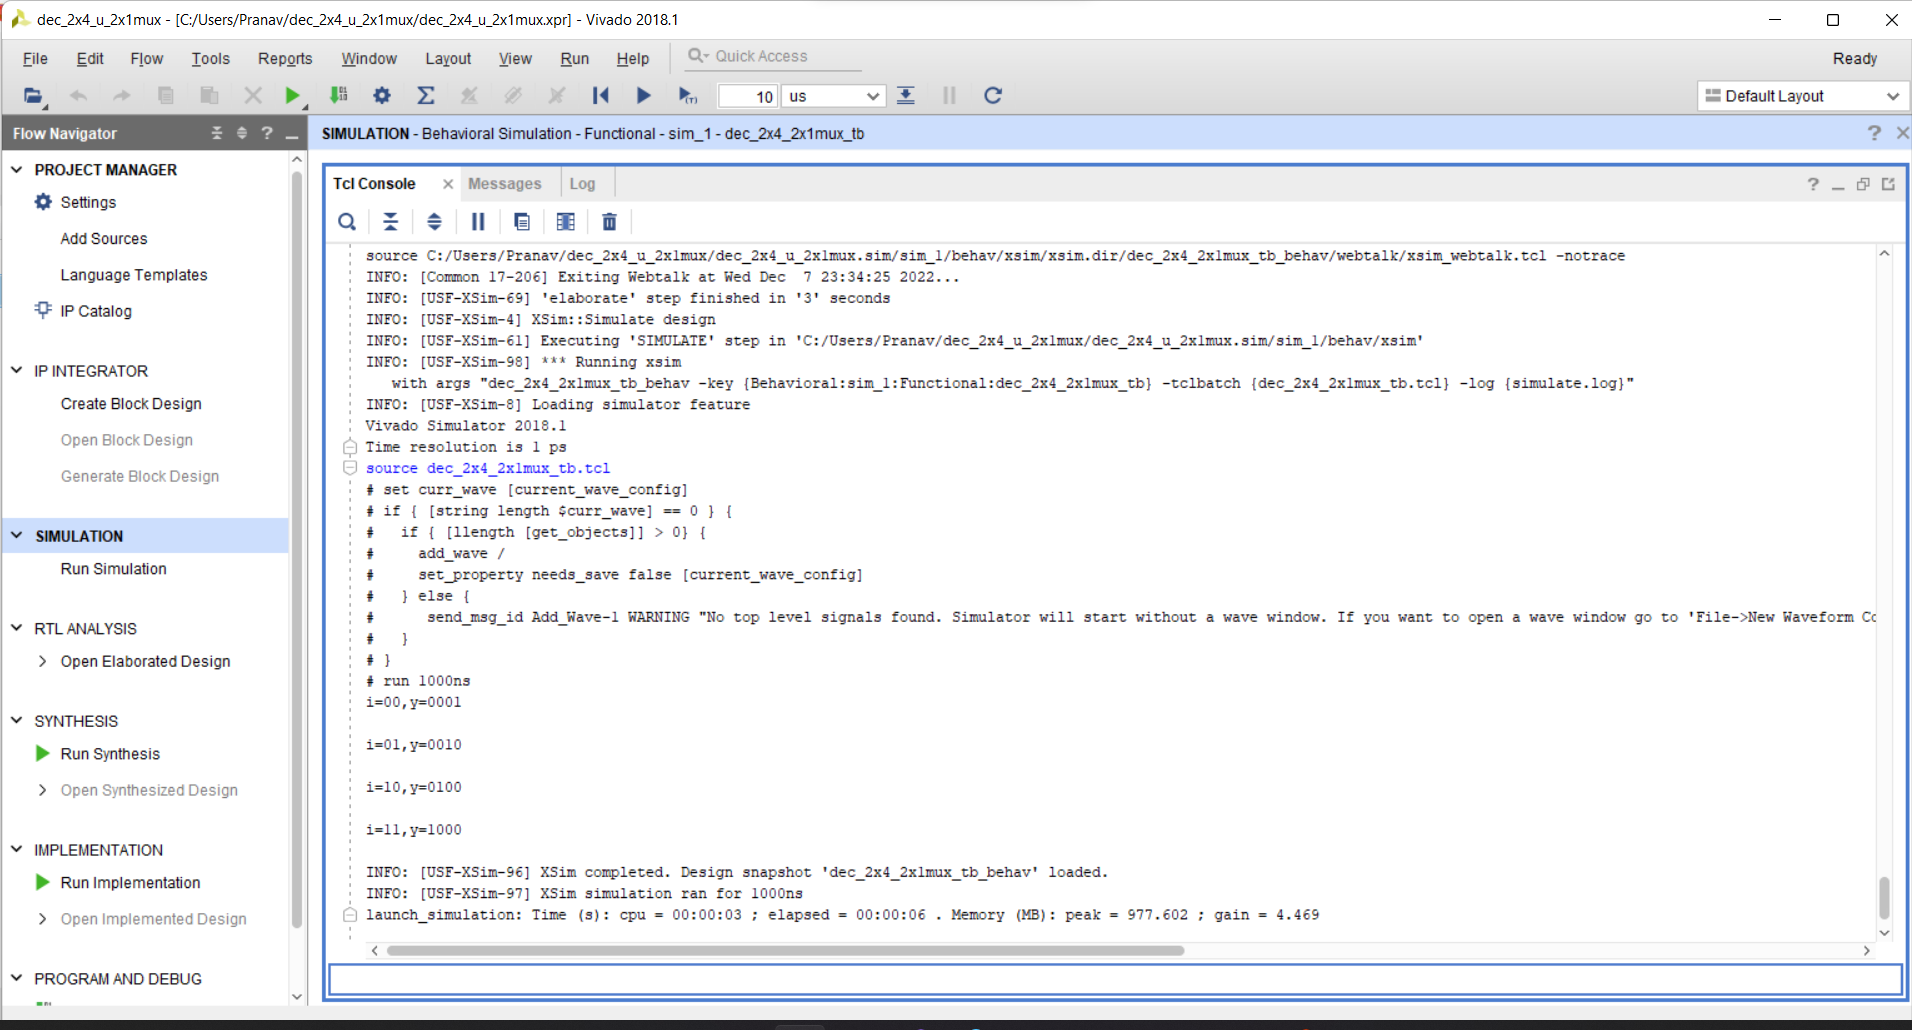 dec_2x4_u_2x1mux - [C:/Users/Pranav/dec_2x4_u_2x1mux/dec_2x4_u_2x1mux.xpr] - Vivado 2018.1
File Edit Flow Tools Reports Window Layout View Run Help Quick Access Ready
10 us Default Layout
Flow Navigator
PROJECT MANAGER
Settings
Add Sources
Language Templates
IP Catalog
IP INTEGRATOR
Create Block Design
Open Block Design
Generate Block Design
SIMULATION
Run Simulation
RTL ANALYSIS
Open Elaborated Design
SYNTHESIS
Run Synthesis
Open Synthesized Design
IMPLEMENTATION
Run Implementation
Open Implemented Design
PROGRAM AND DEBUG
SIMULATION - Behavioral Simulation - Functional - sim_1 - dec_2x4_2x1mux_tb
Tcl Console Messages Log
source C:/Users/Pranav/dec_2x4_u_2x1mux/dec_2x4_u_2x1mux.sim/sim_1/behav/xsim/xsim.dir/dec_2x4_2x1mux_tb_behav/webtalk/xsim_webtalk.tcl -notrace
INFO: [Common 17-206] Exiting Webtalk at Wed Dec  7 23:34:25 2022...
INFO: [USF-XSim-69] 'elaborate' step finished in '3' seconds
INFO: [USF-XSim-4] XSim::Simulate design
INFO: [USF-XSim-61] Executing 'SIMULATE' step in 'C:/Users/Pranav/dec_2x4_u_2x1mux/dec_2x4_u_2x1mux.sim/sim_1/behav/xsim'
INFO: [USF-XSim-98] *** Running xsim
with args "dec_2x4_2x1mux_tb_behav -key {Behavioral:sim_1:Functional:dec_2x4_2x1mux_tb} -tclbatch {dec_2x4_2x1mux_tb.tcl} -log {simulate.log}"
INFO: [USF-XSim-8] Loading simulator feature
Vivado Simulator 2018.1
Time resolution is 1 ps
source dec_2x4_2x1mux_tb.tcl
# set curr_wave [current_wave_config]
# if { [string length $curr_wave] == 0 } {
#   if { [llength [get_objects]] > 0} {
#     add_wave /
#     set_property needs_save false [current_wave_config]
#   } else {
#      send_msg_id Add_Wave-1 WARNING "No top level signals found. Simulator will start without a wave window. If you want to open a wave window go to 'File->New Waveform Co
#   }
# }
# run 1000ns
i=00,y=0001
i=01,y=0010
i=10,y=0100
i=11,y=1000
INFO: [USF-XSim-96] XSim completed. Design snapshot 'dec_2x4_2x1mux_tb_behav' loaded.
INFO: [USF-XSim-97] XSim simulation ran for 1000ns
launch_simulation: Time (s): cpu = 00:00:03 ; elapsed = 00:00:06 . Memory (MB): peak = 977.602 ; gain = 4.469